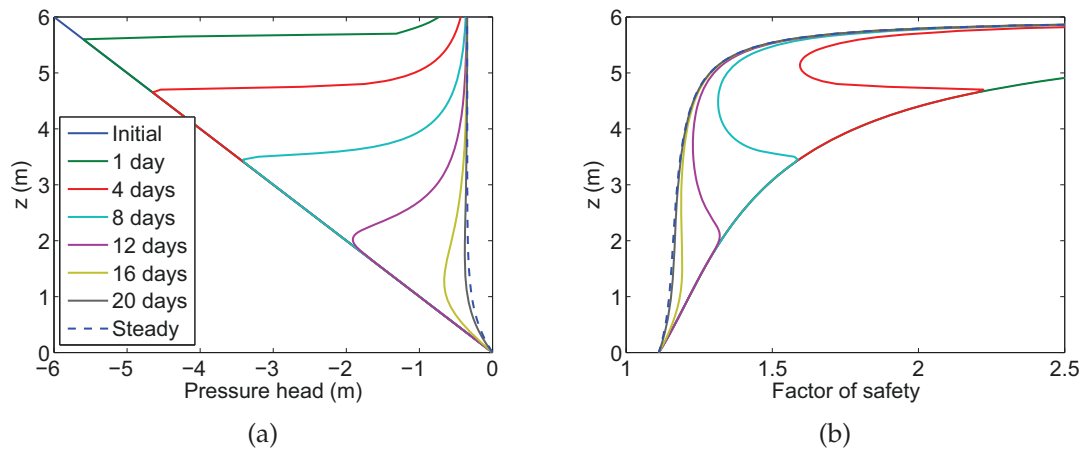 6
5
4
3
2
1
0
z (m)
Initial
1 day
4 days
8 days
12 days
16 days
20 days
Steady
−6
−5
−4
−3
−2
−1
0
Pressure head (m)
(a)
6
5
4
3
2
1
0
z (m)
1
1.5
2
2.5
Factor of safety
(b)